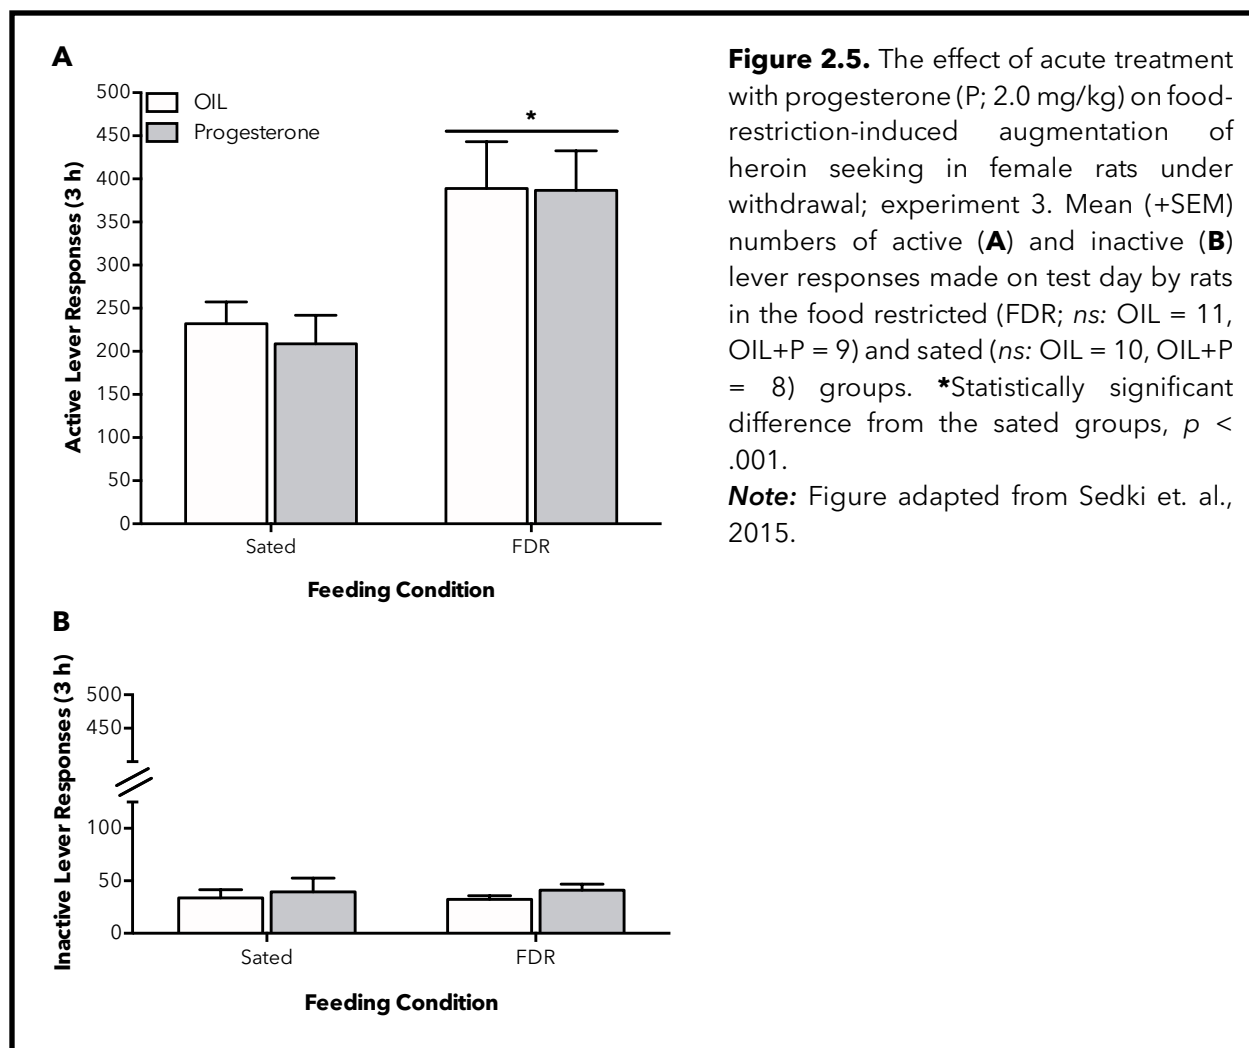 A
500
450
400
350
300
250
200
150
100
50
0
Active Lever Responses (3 h)
OIL
Progesterone
*
Sated
FDR
Feeding Condition
B
500
450
100
50
0
Inactive Lever Responses (3 h)
Sated
FDR
Feeding Condition
Figure 2.5. The effect of acute treatment
with progesterone (P; 2.0 mg/kg) on food-
restriction-induced augmentation of
heroin seeking in female rats under
withdrawal; experiment 3. Mean (+SEM)
numbers of active (A) and inactive (B)
lever responses made on test day by rats
in the food restricted (FDR; ns: OIL = 11,
OIL+P = 9) and sated (ns: OIL = 10, OIL+P
= 8) groups. *Statistically significant
difference from the sated groups, p <
.001.
Note: Figure adapted from Sedki et. al.,
2015.